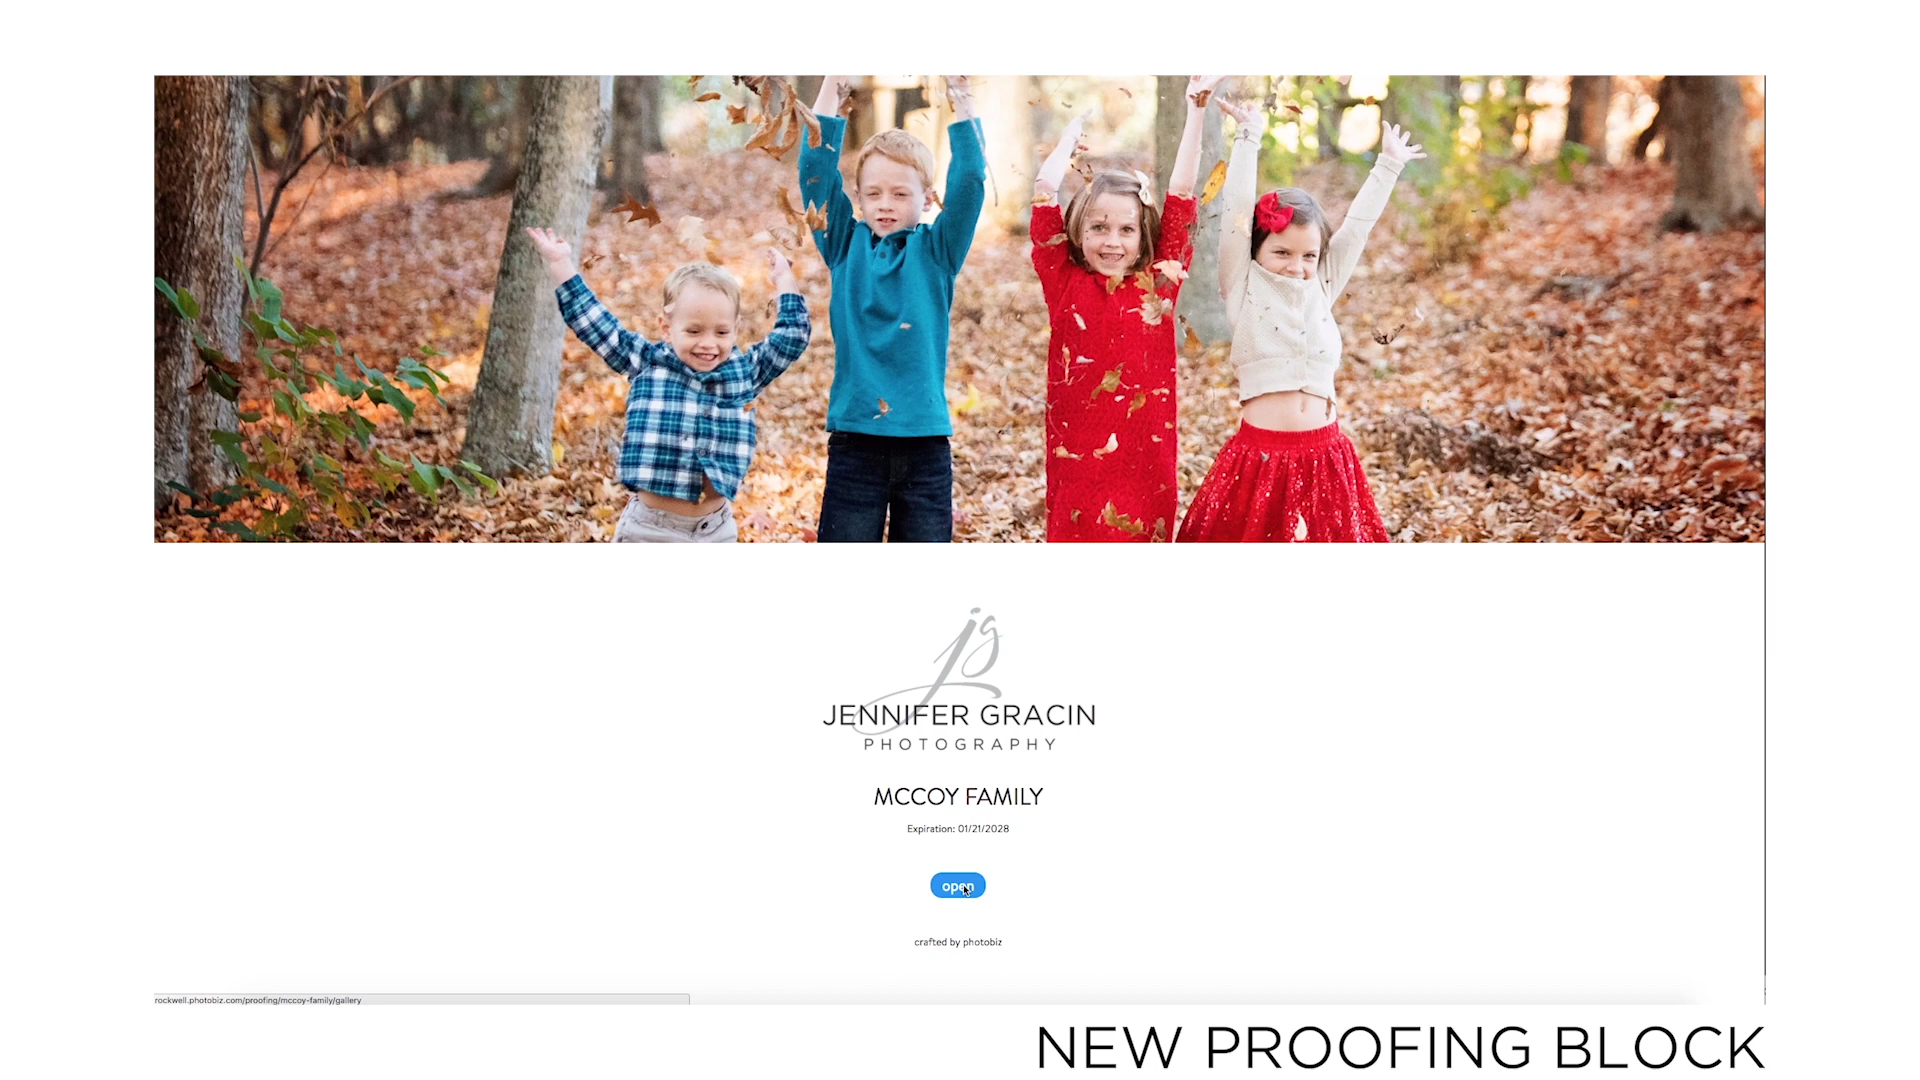 jg
JENNIFER GRACIN
PHOTOGRAPHY
MCCOY FAMILY
Expiration: 01/21/2028
open
crafted by photobiz
rockwell.photobiz.com/proofing/mccoy-family/gallery
NEW PROOFING BLOCK